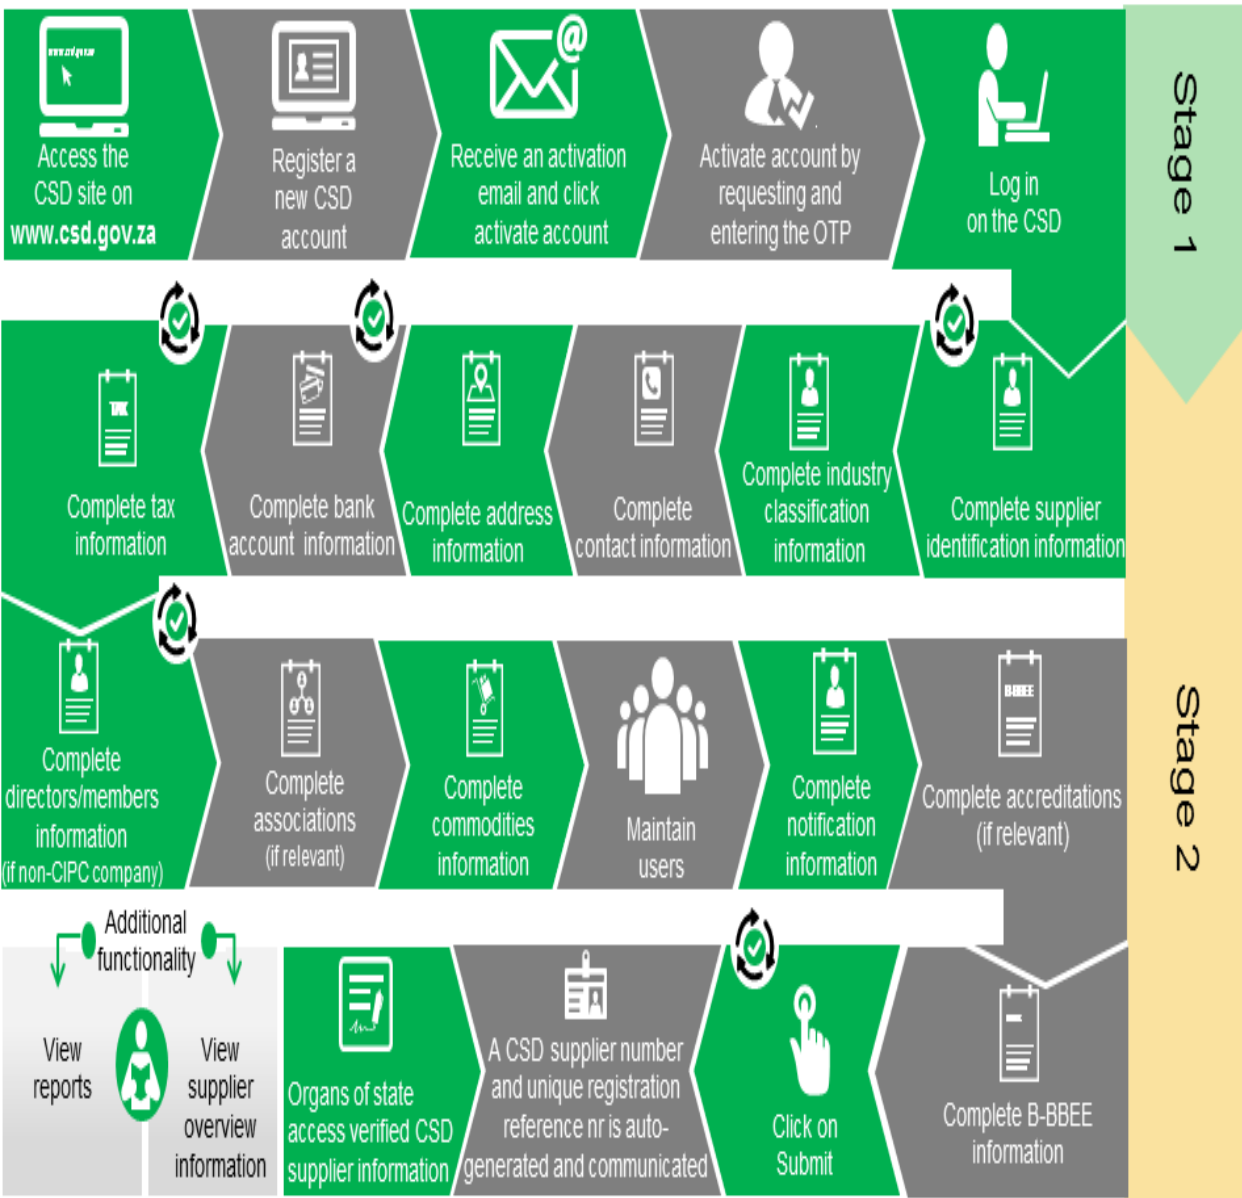 www.csd.gov.za
Access the
CSD site on
www.csd.gov.za
Register a
new CSD
account
@
Receive an activation
email and click
activate account
Activate account by
requesting and
entering the OTP
Log in
on the CSD
Stage 1
Complete supplier
identification information
Complete industry
classification
information
Complete
contact information
Complete address
information
Complete bank
account information
TAX
Complete tax
information
Complete
directors/members
information
(if non-CIPC company)
Complete
associations
(if relevant)
Complete
commodities
information
Maintain
users
Complete
notification
information
B-BBEE
Complete accreditations
(if relevant)
Stage 2
Complete B-BBEE
information
Click on
Submit
A CSD supplier number
and unique registration
reference nr is auto-
generated and communicated
Organs of state
access verified CSD
supplier information
Additional
functionality
View
reports
View
supplier
overview
information